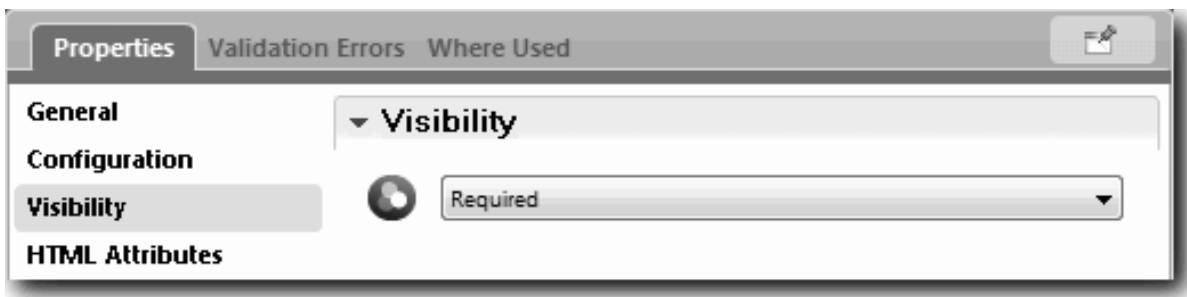 Properties Validation Errors Where Used
General
Visibility
Configuration
Required
Visibility
HTML Attributes